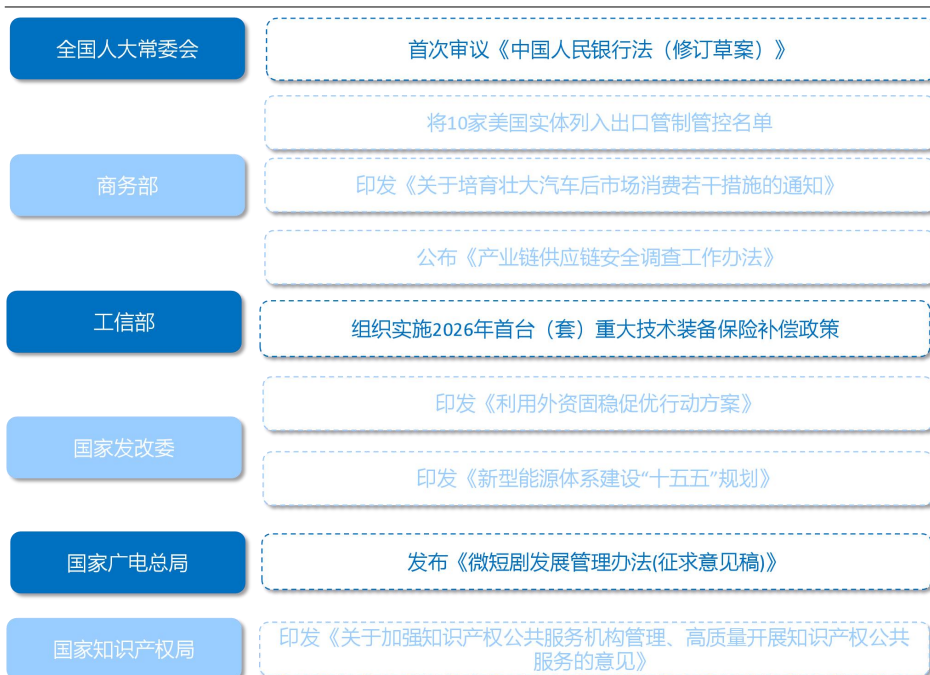 全国人大常委会
首次审议《中国人民银行法（修订草案）》
将10家美国实体列入出口管制管控名单
商务部
印发《关于培育壮大汽车后市场消费若干措施的通知》
公布《产业链供应链安全调查工作办法》
工信部
组织实施2026年首台（套）重大技术装备保险补偿政策
印发《利用外资固稳促优行动方案》
国家发改委
印发《新型能源体系建设“十五五”规划》
国家广电总局
发布《微短剧发展管理办法(征求意见稿)》
国家知识产权局
印发《关于加强知识产权公共服务机构管理、高质量开展知识产权公共
服务的意见》